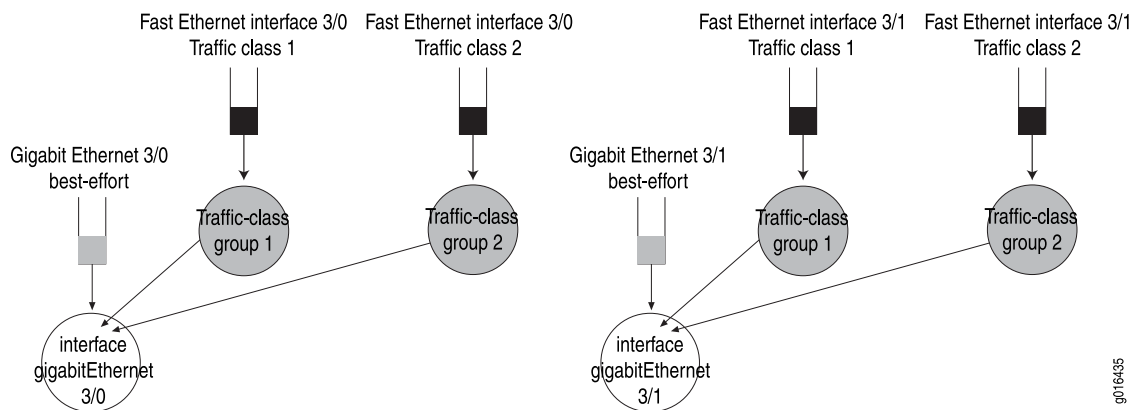 Fast Ethernet interface 3/0
Traffic class 1
Fast Ethernet interface 3/0
Traffic class 2
Fast Ethernet interface 3/1
Traffic class 1
Fast Ethernet interface 3/1
Traffic class 2
Gigabit Ethernet 3/0
best-effort
Traffic-class
group 1
Traffic-class
group 2
Gigabit Ethernet 3/1
best-effort
Traffic-class
group 1
Traffic-class
group 2
interface
gigabitEthernet
3/0
interface
gigabitEthernet
3/1
g016435